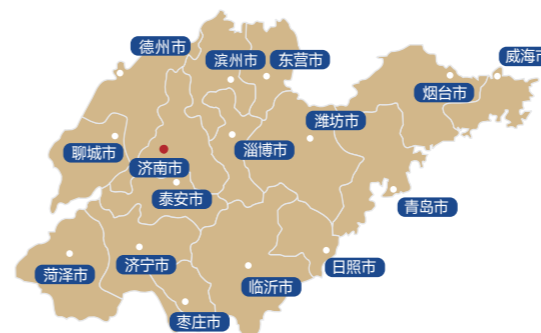 德州市
滨州市
东营市
威海市
烟台市
潍坊市
聊城市
淄博市
济南市
泰安市
青岛市
菏泽市
济宁市
临沂市
日照市
枣庄市